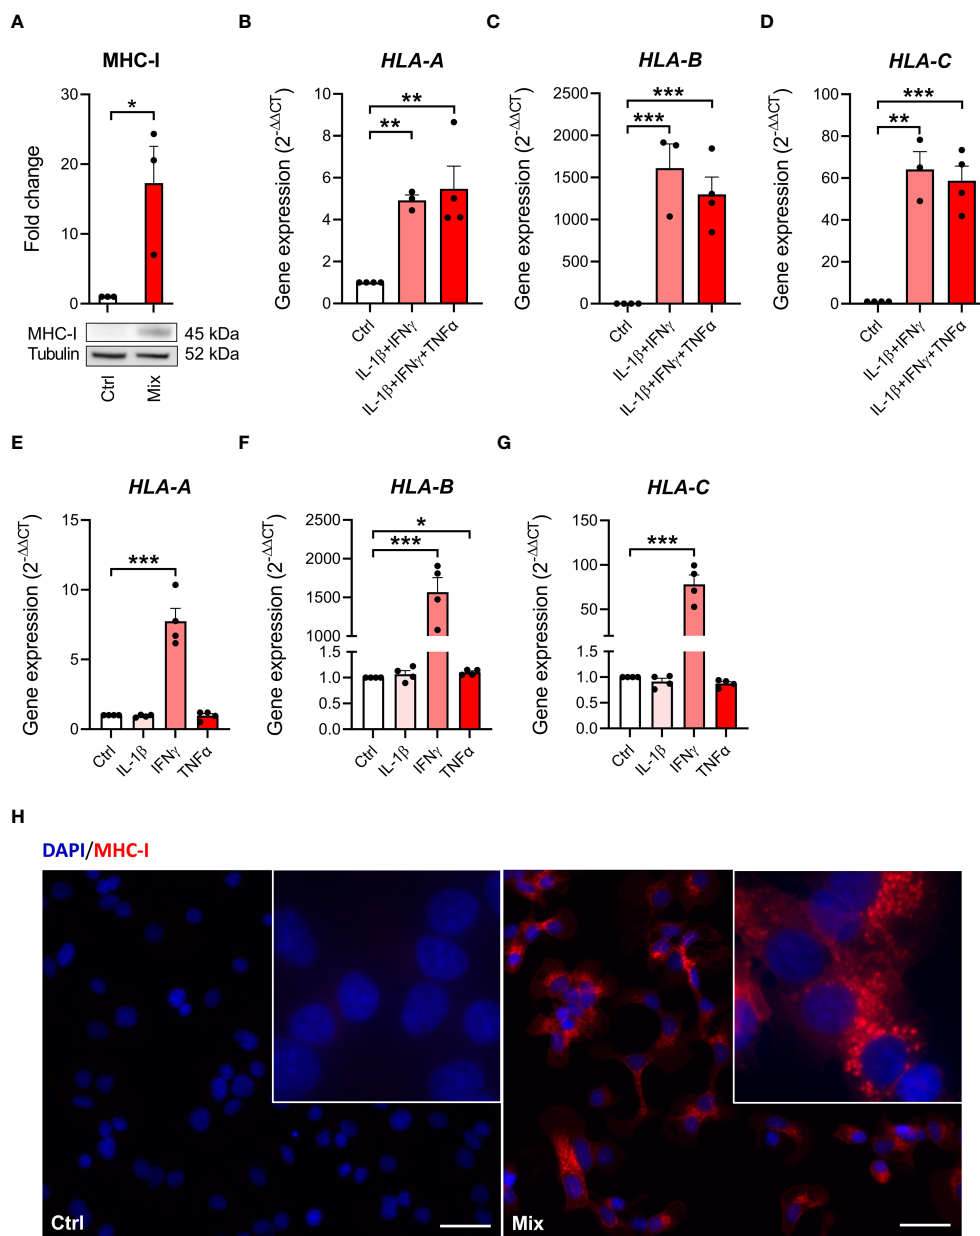 A
MHC-I
Fold change
30
20
10
0
*
MHC-I
45 kDa
Tubulin
52 kDa
Ctrl
Mix
B
HLA-A
Gene expression (2^-ΔΔCT)
10
8
6
4
2
0
**
**
Ctrl
IL-1β+IFNγ
IL-1β+IFNγ+TNFα
C
HLA-B
Gene expression (2^-ΔΔCT)
2500
2000
1500
1000
500
0
***
***
Ctrl
IL-1β+IFNγ
IL-1β+IFNγ+TNFα
D
HLA-C
Gene expression (2^-ΔΔCT)
100
80
60
40
20
0
***
**
Ctrl
IL-1β+IFNγ
IL-1β+IFNγ+TNFα
E
HLA-A
Gene expression (2^-ΔΔCT)
15
10
5
0
***
Ctrl
IL-1β
IFNγ
TNFα
F
HLA-B
Gene expression (2^-ΔΔCT)
2500
2000
1500
1000
1.5
1.0
0.5
0.0
*
***
Ctrl
IL-1β
IFNγ
TNFα
G
HLA-C
Gene expression (2^-ΔΔCT)
150
100
50
1.5
1.0
0.5
0.0
***
Ctrl
IL-1β
IFNγ
TNFα
H
DAPI/MHC-I
Ctrl
Mix